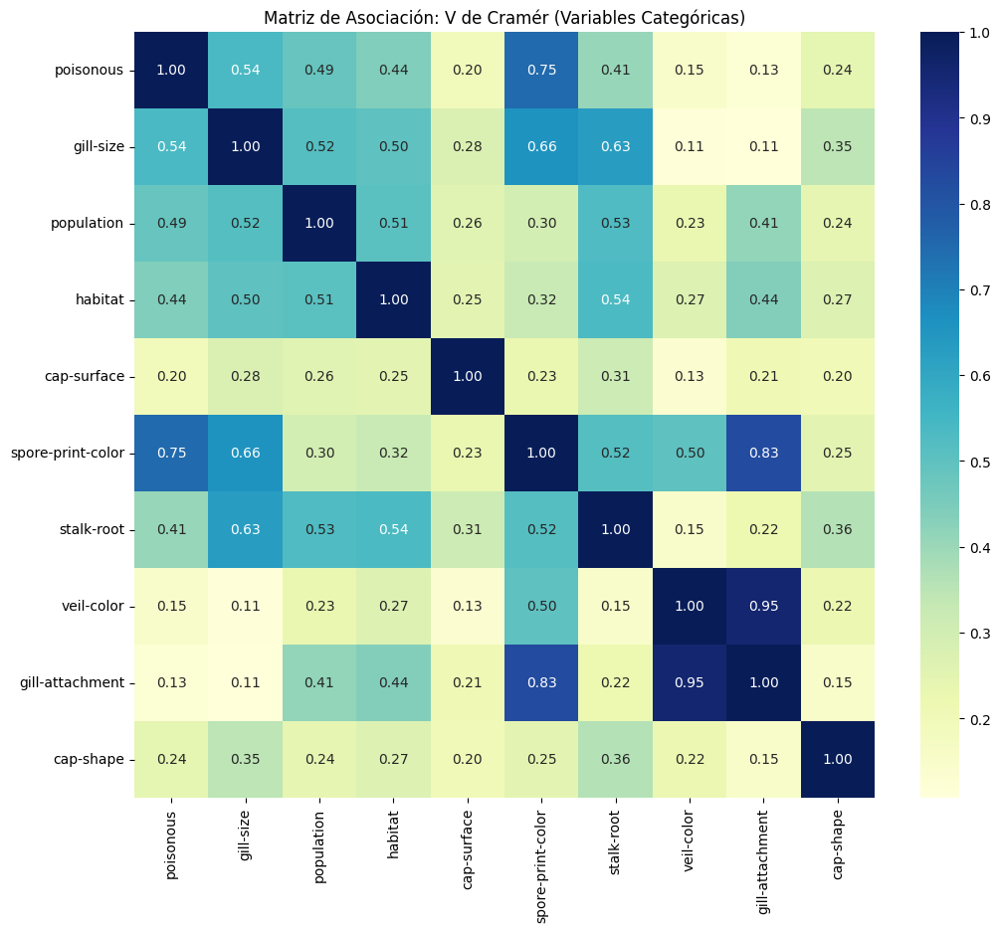 Matriz de Asociación: V de Cramér (Variables Categóricas)
poisonous 1.00 0.54 0.49 0.44 0.20 0.75 0.41 0.15 0.13 0.24
gill-size 0.54 1.00 0.52 0.50 0.28 0.66 0.63 0.11 0.11 0.35
population 0.49 0.52 1.00 0.51 0.26 0.30 0.53 0.23 0.41 0.24
habitat 0.44 0.50 0.51 1.00 0.25 0.32 0.54 0.27 0.44 0.27
cap-surface 0.20 0.28 0.26 0.25 1.00 0.23 0.31 0.13 0.21 0.20
spore-print-color 0.75 0.66 0.30 0.32 0.23 1.00 0.52 0.50 0.83 0.25
stalk-root 0.41 0.63 0.53 0.54 0.31 0.52 1.00 0.15 0.22 0.36
veil-color 0.15 0.11 0.23 0.27 0.13 0.50 0.15 1.00 0.95 0.22
gill-attachment 0.13 0.11 0.41 0.44 0.21 0.83 0.22 0.95 1.00 0.15
cap-shape 0.24 0.35 0.24 0.27 0.20 0.25 0.36 0.22 0.15 1.00
poisonous
gill-size
population
habitat
cap-surface
spore-print-color
stalk-root
veil-color
gill-attachment
cap-shape
1.0
0.9
0.8
0.7
0.6
0.5
0.4
0.3
0.2